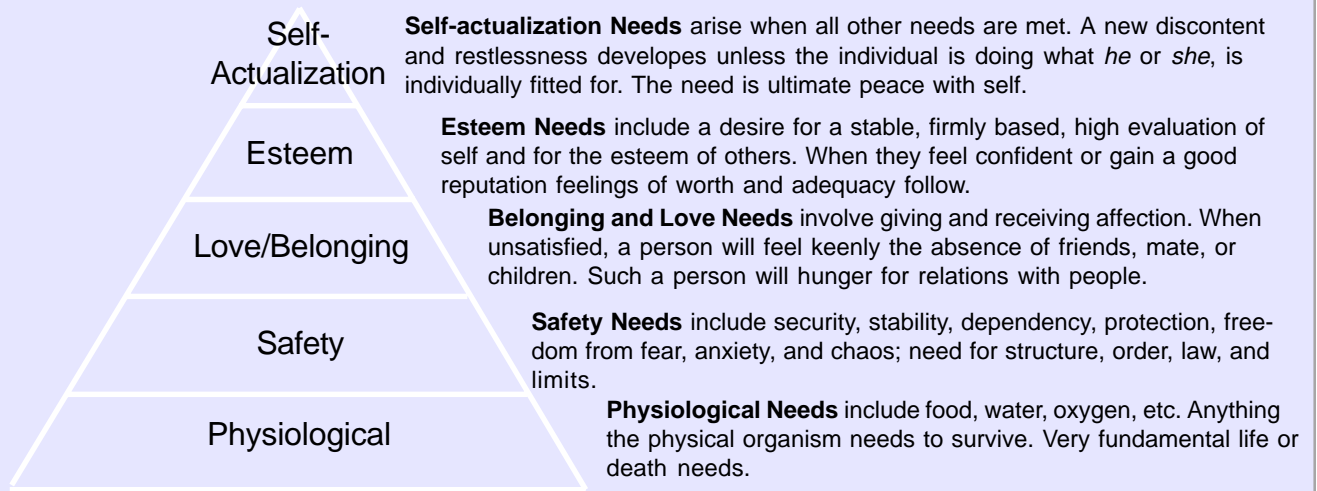 Self-
Actualization
Self-actualization Needs arise when all other needs are met. A new discontent
and restlessness developes unless the individual is doing what he or she, is
individually fitted for. The need is ultimate peace with self.
Esteem
Esteem Needs include a desire for a stable, firmly based, high evaluation of
self and for the esteem of others. When they feel confident or gain a good
reputation feelings of worth and adequacy follow.
Love/Belonging
Belonging and Love Needs involve giving and receiving affection. When
unsatisfied, a person will feel keenly the absence of friends, mate, or
children. Such a person will hunger for relations with people.
Safety
Safety Needs include security, stability, dependency, protection, free-
dom from fear, anxiety, and chaos; need for structure, order, law, and
limits.
Physiological
Physiological Needs include food, water, oxygen, etc. Anything
the physical organism needs to survive. Very fundamental life or
death needs.